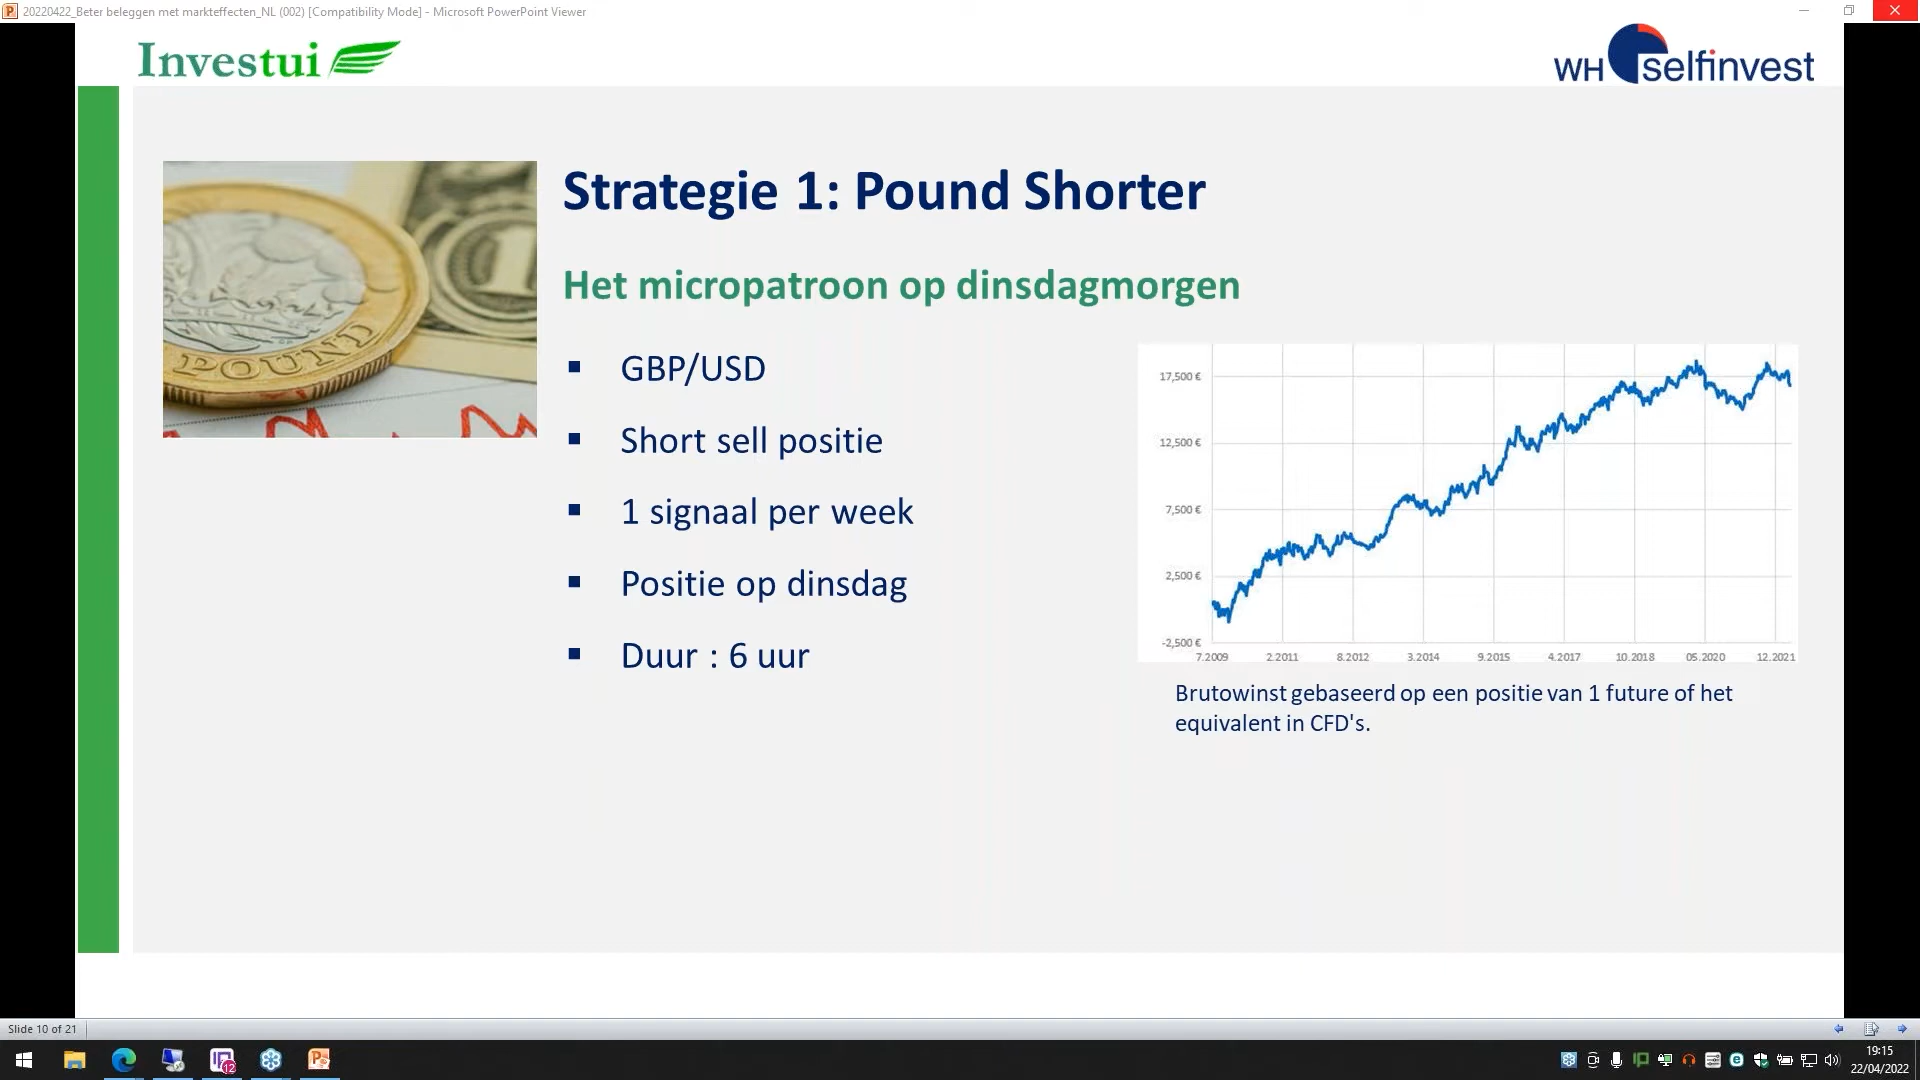 20220422_Beter beleggen met markteffecten_NL (002) [Compatibility Mode] - Microsoft PowerPoint Viewer
Investui
WH selfinvest
Strategie 1: Pound Shorter
Het micropatroon op dinsdagmorgen
POUND
1
▪ GBP/USD
▪ Short sell positie
▪ 1 signaal per week
▪ Positie op dinsdag
▪ Duur : 6 uur
17,500 €
12,500 €
7,500 €
2,500 €
-2,500 €
7.2009 2.2011 8.2012 3.2014 9.2015 4.2017 10.2018 05.2020 12.2021
Brutowinst gebaseerd op een positie van 1 future of het
equivalent in CFD's.
Slide 10 of 21
12
19:15
22/04/2022